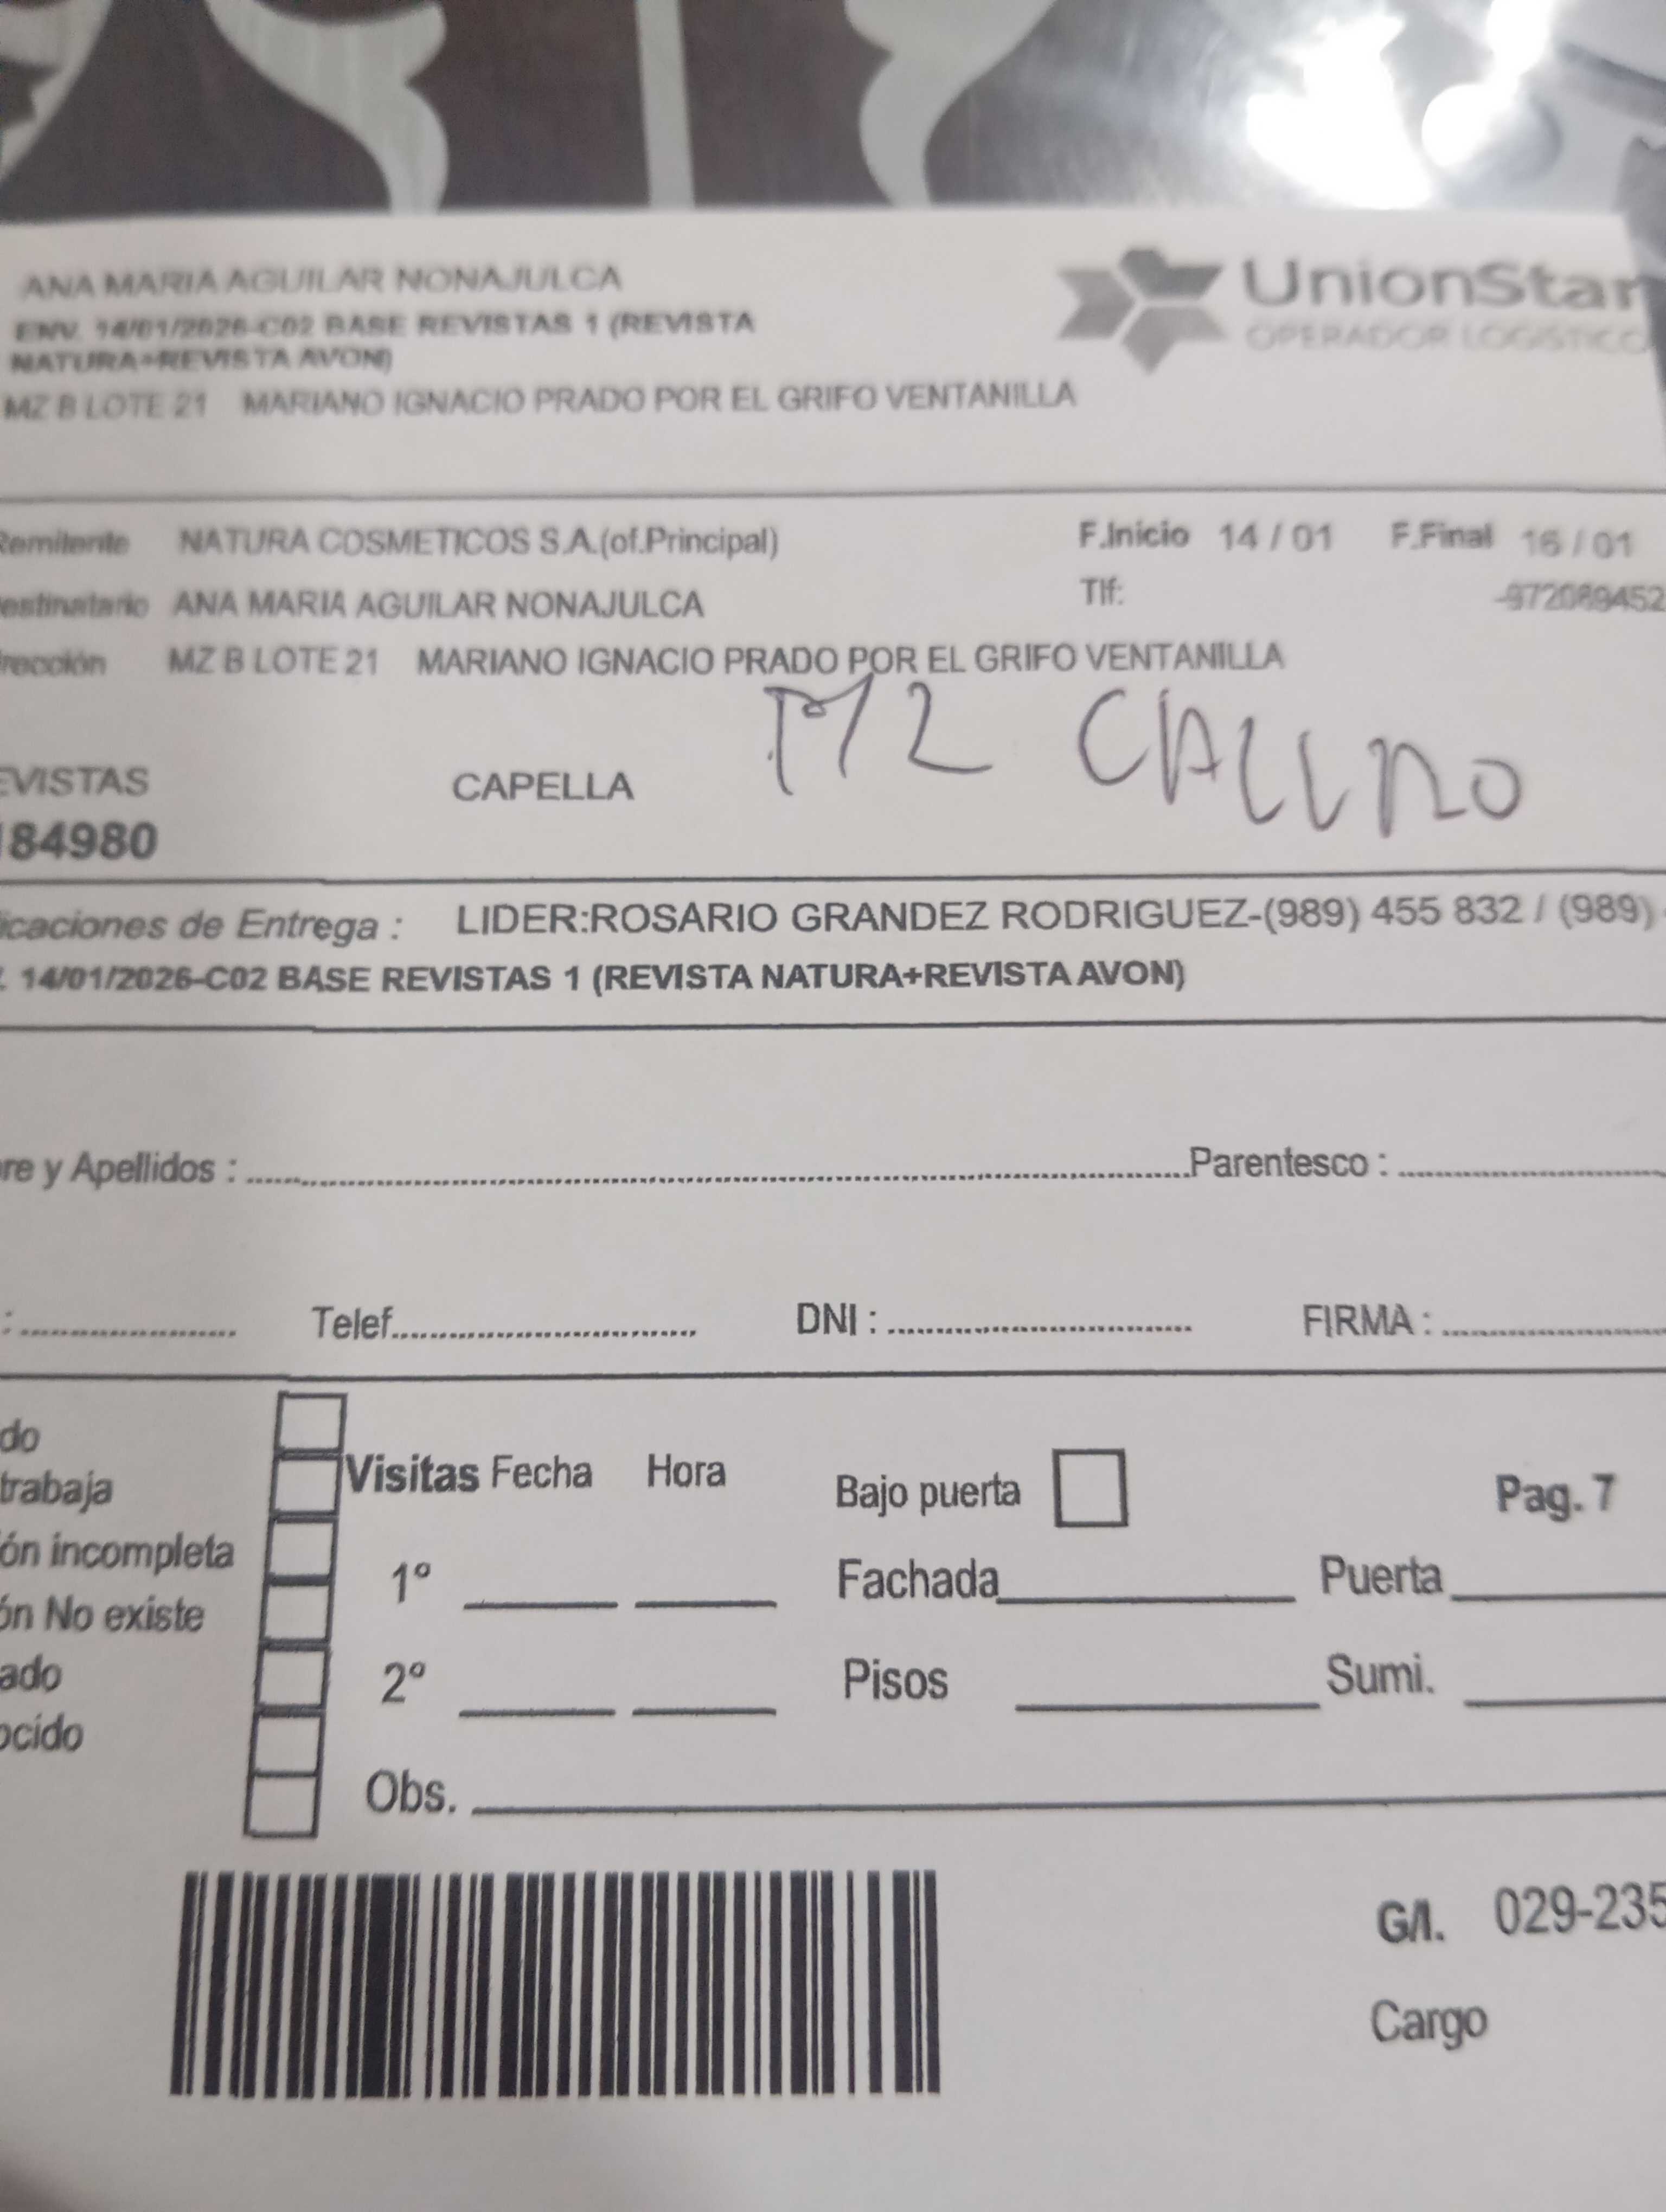 ANA MARIA AGUILAR NONAJULCA
ENV. 14/01/2026-C02 BASE REVISTAS 1 (REVISTA
NATURA+REVISTA AVON)
MZ B LOTE 21 MARIANO IGNACIO PRADO POR EL GRIFO VENTANILLA
UnionStar
OPERADOR LOGISTICO
Remitente NATURA COSMETICOS S.A.(of.Principal) F.Inicio 14 / 01 F.Final 16 / 01
estinatario ANA MARIA AGUILAR NONAJULCA Tlf: -972089452
rección MZ B LOTE 21 MARIANO IGNACIO PRADO POR EL GRIFO VENTANILLA
EVISTAS CAPELLA
84980
icaciones de Entrega : LIDER:ROSARIO GRANDEZ RODRIGUEZ-(989) 455 832 / (989)
. 14/01/2026-C02 BASE REVISTAS 1 (REVISTA NATURA+REVISTA AVON)
re y Apellidos : Parentesco :
: Telef. DNI : FIRMA :
do
trabaja Visitas Fecha Hora Bajo puerta Pag. 7
ón incompleta 1º Fachada Puerta
ón No existe
ado 2º Pisos Sumi.
ocido
Obs.
G/I. 029-235
Cargo